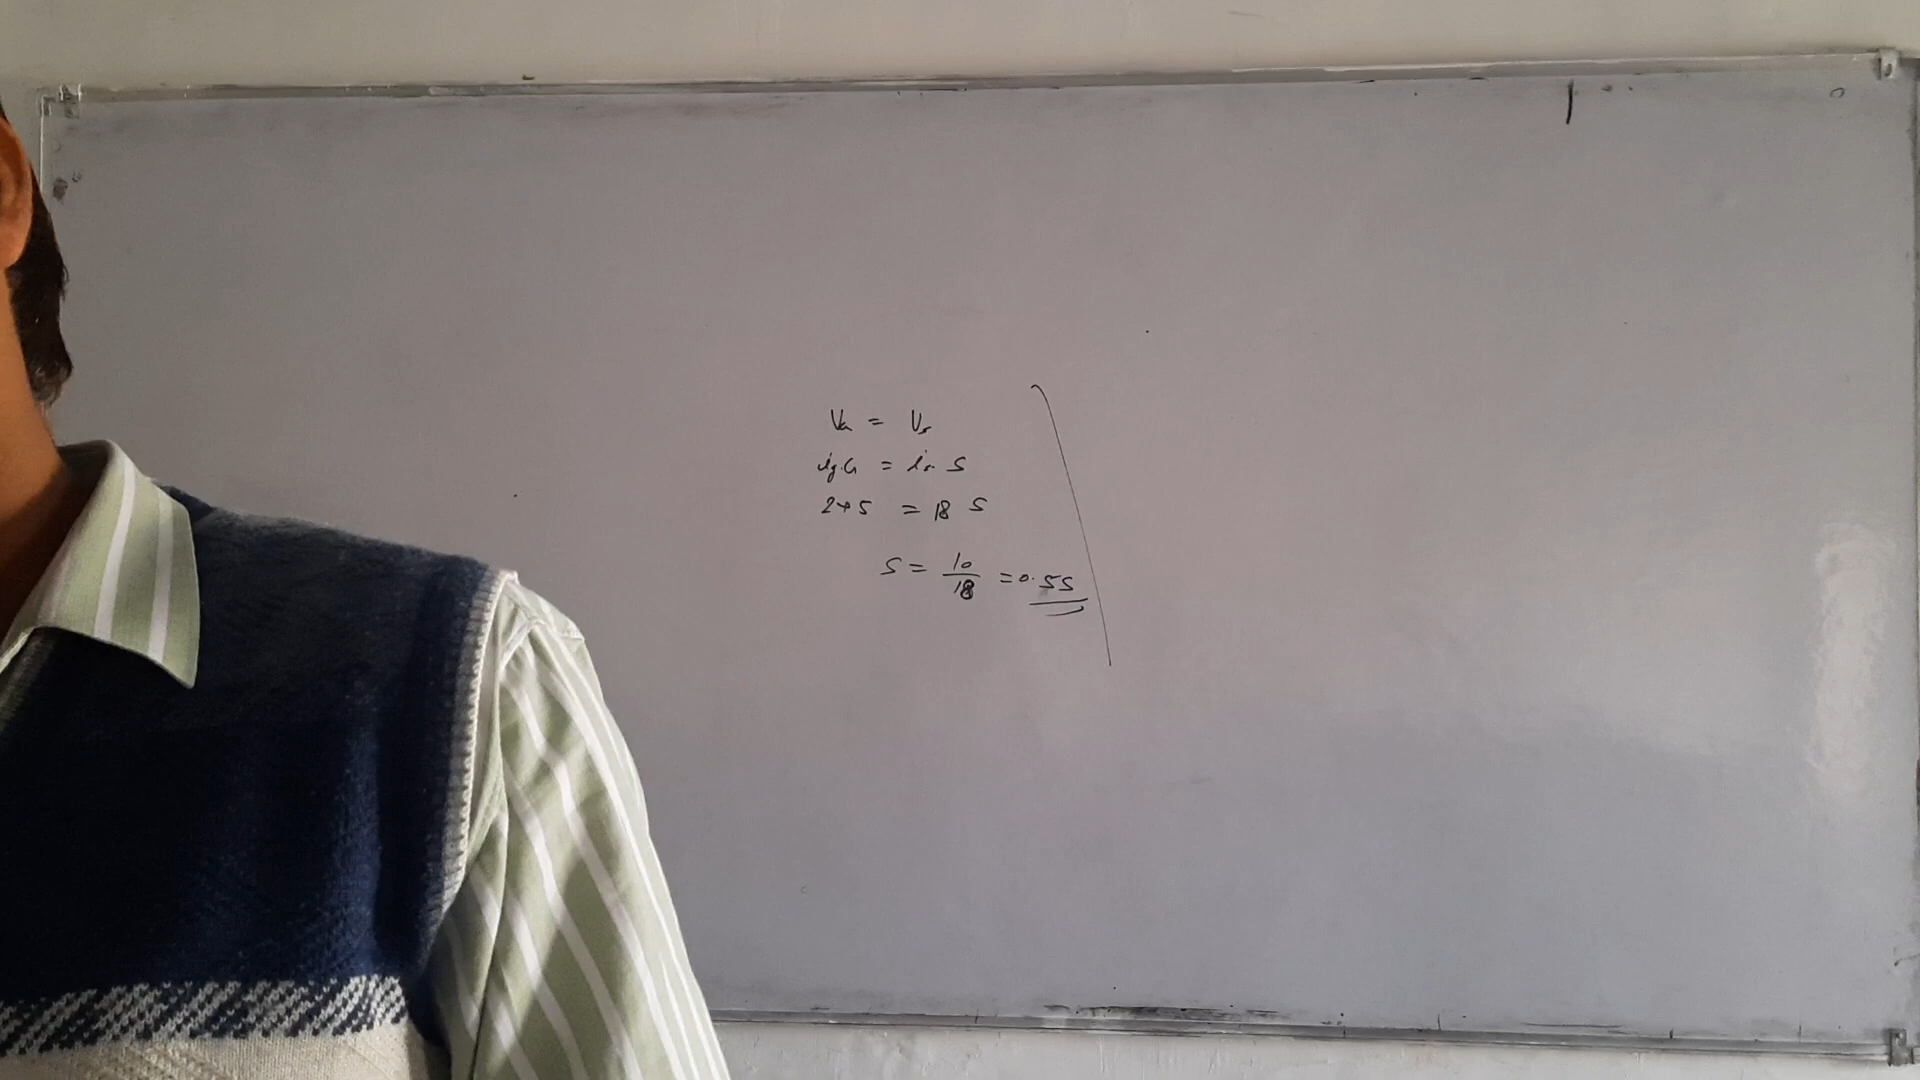 VG = Vs
ig.G = is. S
2*5 = 18 S
S = 10/18 = 0.55